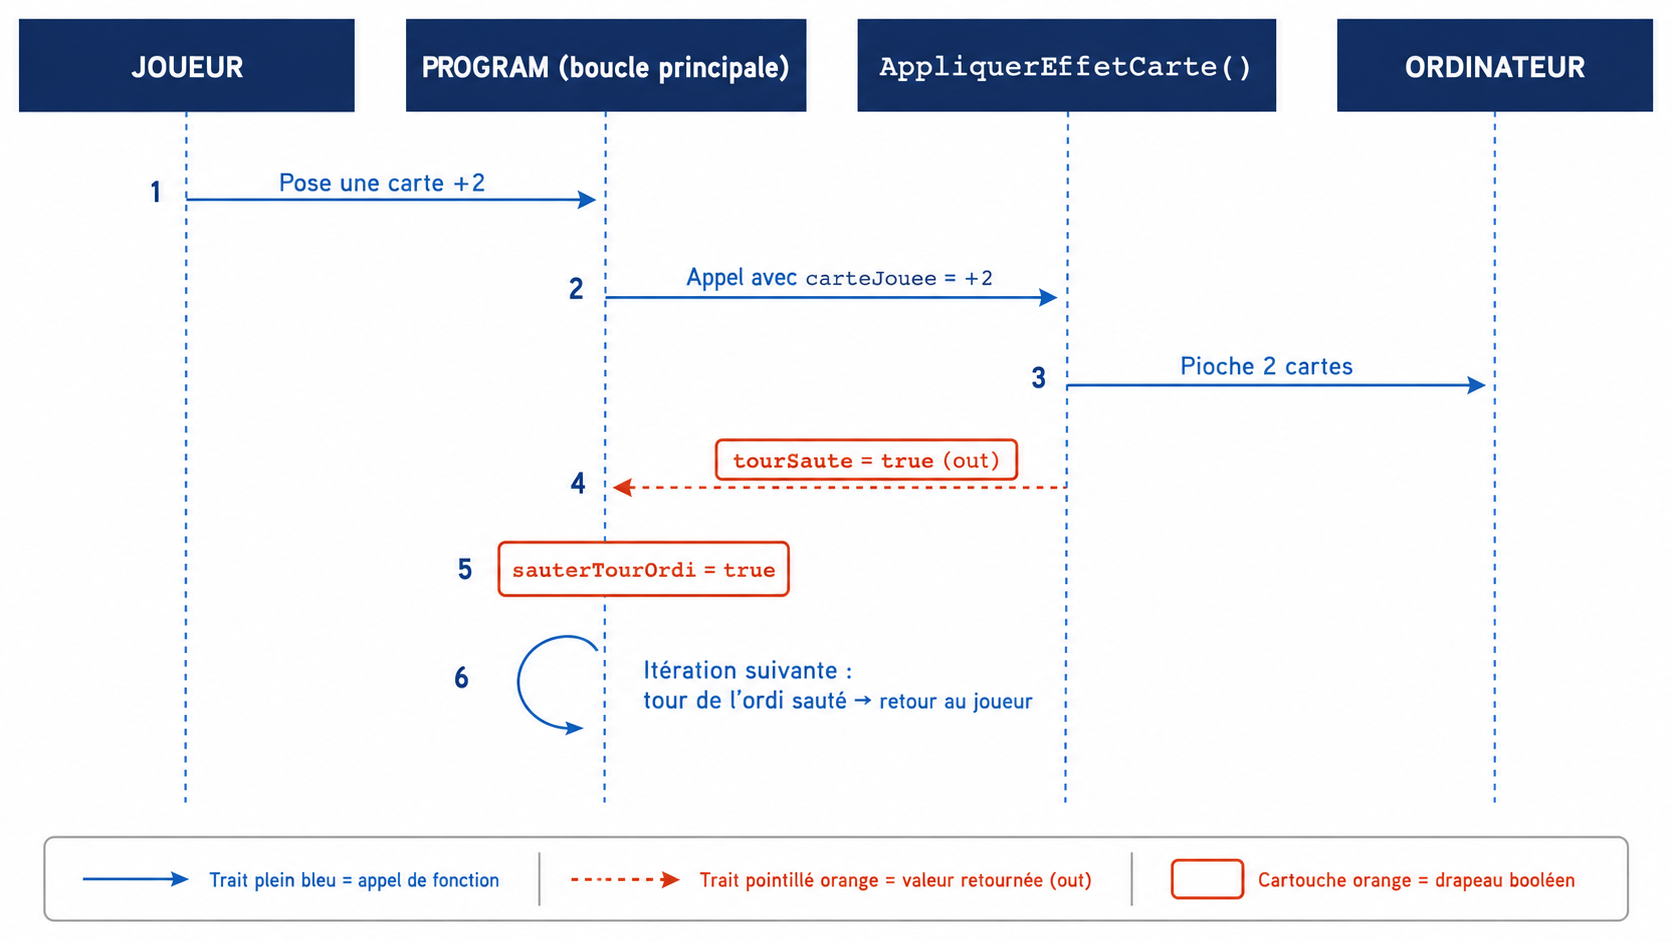 JOUEUR
PROGRAM (boucle principale)
AppliquerEffetCarte()
ORDINATEUR
1
Pose une carte +2
2
Appel avec carteJouee = +2
3
Pioche 2 cartes
4
tourSaute = true (out)
5
sauterTourOrdi = true
6
Itération suivante :
tour de l'ordi sauté → retour au joueur
Trait plein bleu = appel de fonction
Trait pointillé orange = valeur retournée (out)
Cartouche orange = drapeau booléen